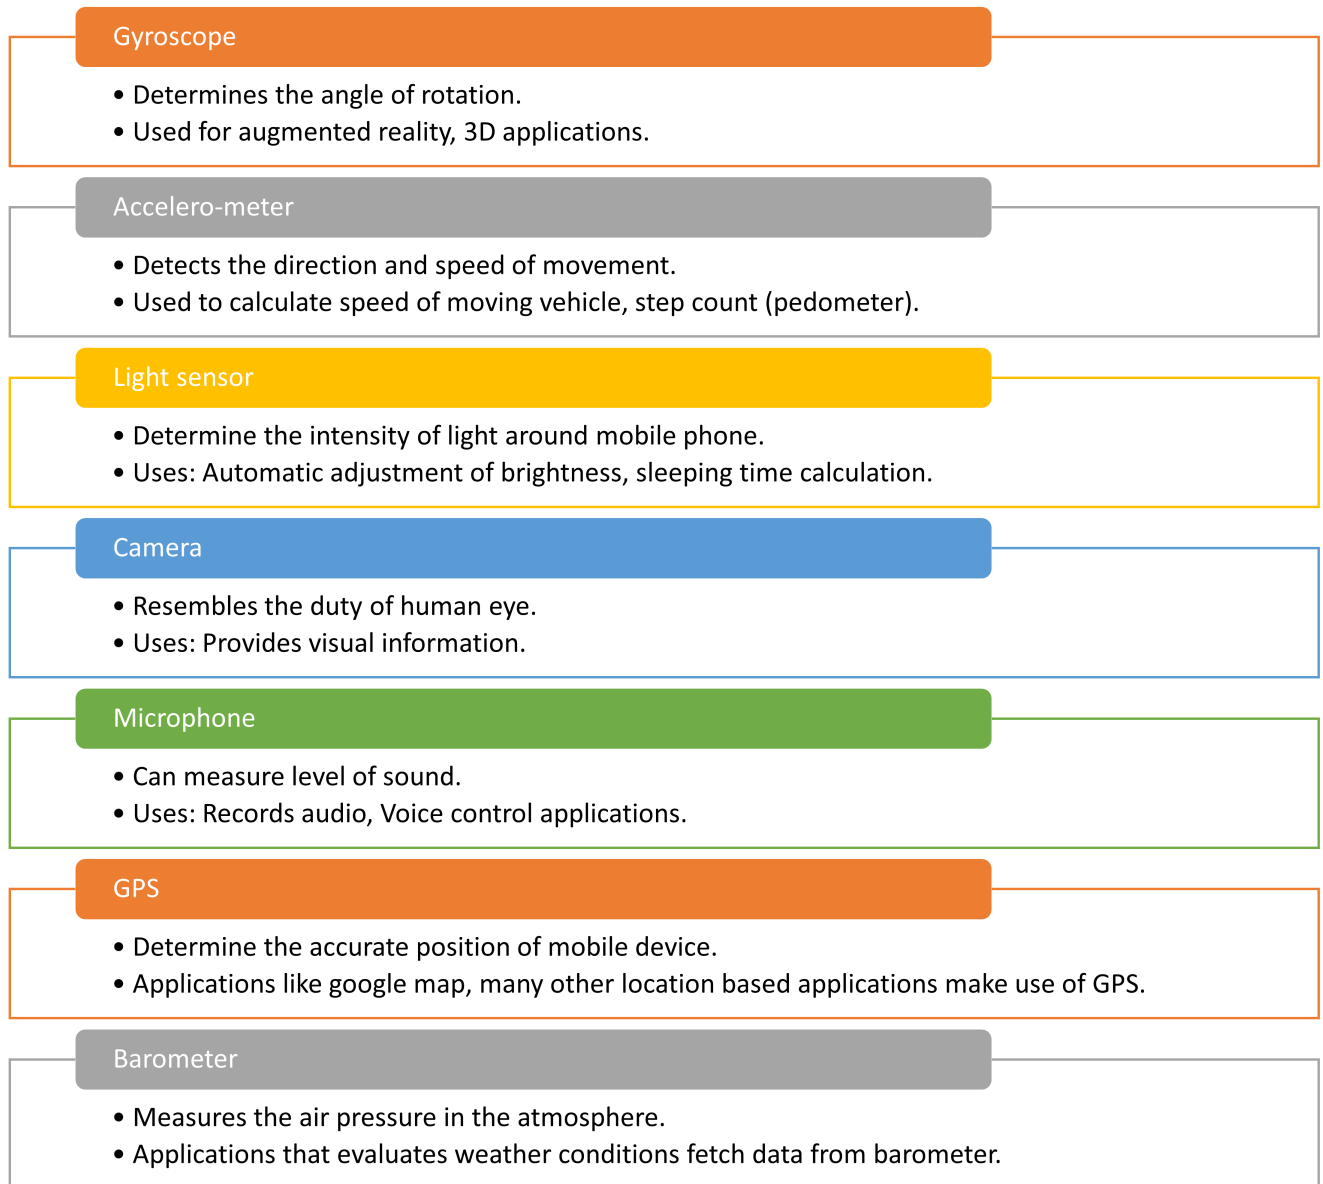 Gyroscope
• Determines the angle of rotation.
• Used for augmented reality, 3D applications.
Accelero-meter
• Detects the direction and speed of movement.
• Used to calculate speed of moving vehicle, step count (pedometer).
Light sensor
• Determine the intensity of light around mobile phone.
• Uses: Automatic adjustment of brightness, sleeping time calculation.
Camera
• Resembles the duty of human eye.
• Uses: Provides visual information.
Microphone
• Can measure level of sound.
• Uses: Records audio, Voice control applications.
GPS
• Determine the accurate position of mobile device.
• Applications like google map, many other location based applications make use of GPS.
Barometer
• Measures the air pressure in the atmosphere.
• Applications that evaluates weather conditions fetch data from barometer.